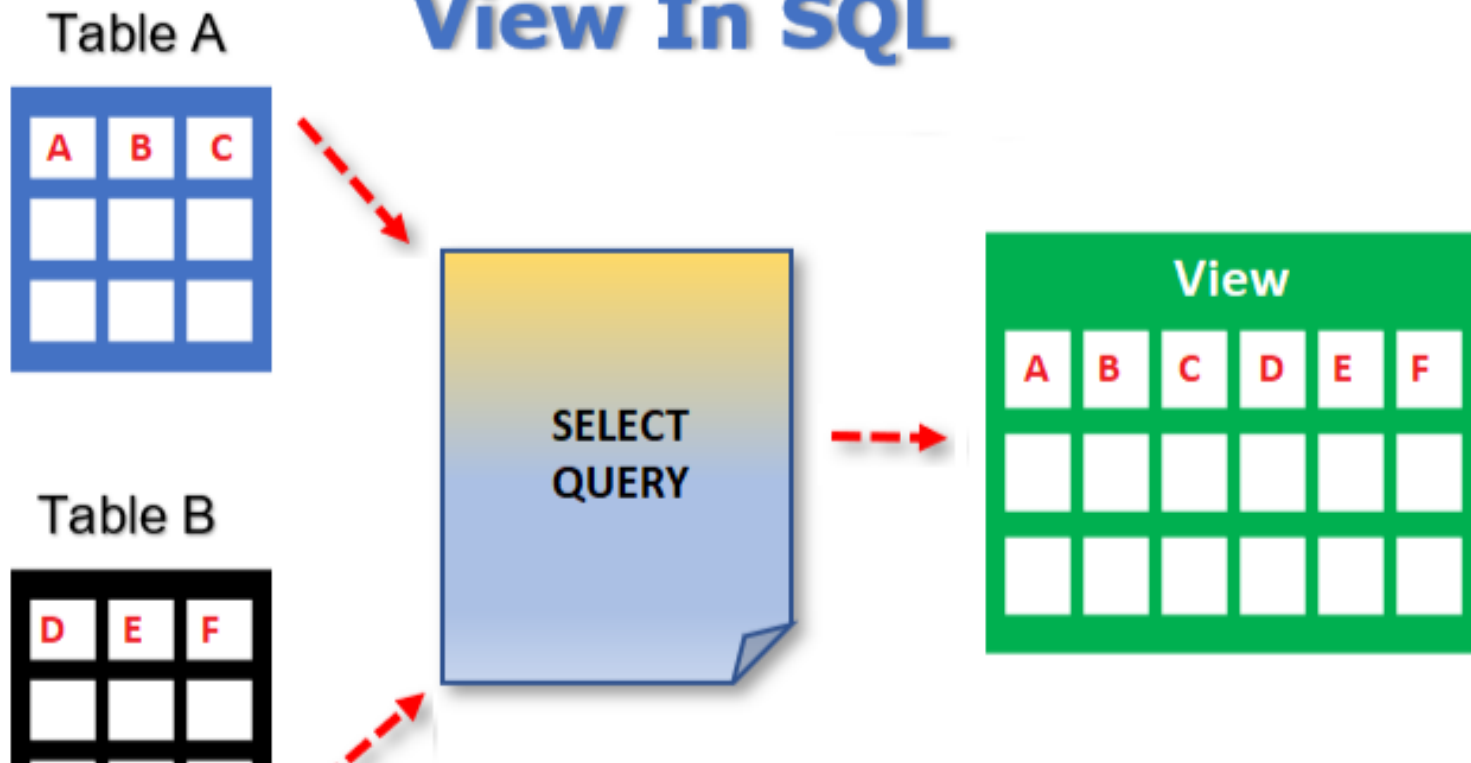 View In SQL
Table A
A B C
SELECT
QUERY
View
A B C D E F
Table B
D E F